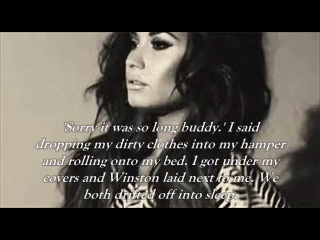 'Sorry it was so long buddy.' I said
dropping my dirty clothes into my hamper
and rolling onto my bed. I got under my
covers and Winston laid next to me. We
both drifted off into sleep.